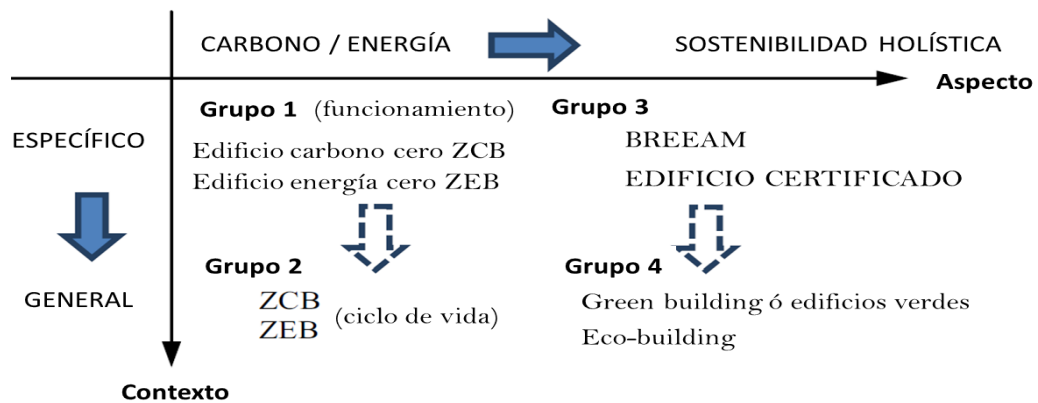 CARBONO / ENERGÍA
SOSTENIBILIDAD HOLÍSTICA
Aspecto
Grupo 1 (funcionamiento)
Grupo 3
ESPECÍFICO
Edificio carbono cero ZCB
Edificio energía cero ZEB
BREEAM
EDIFICIO CERTIFICADO
Grupo 2
Grupo 4
GENERAL
ZCB
ZEB
(ciclo de vida)
Green building ó edificios verdes
Eco-building
Contexto